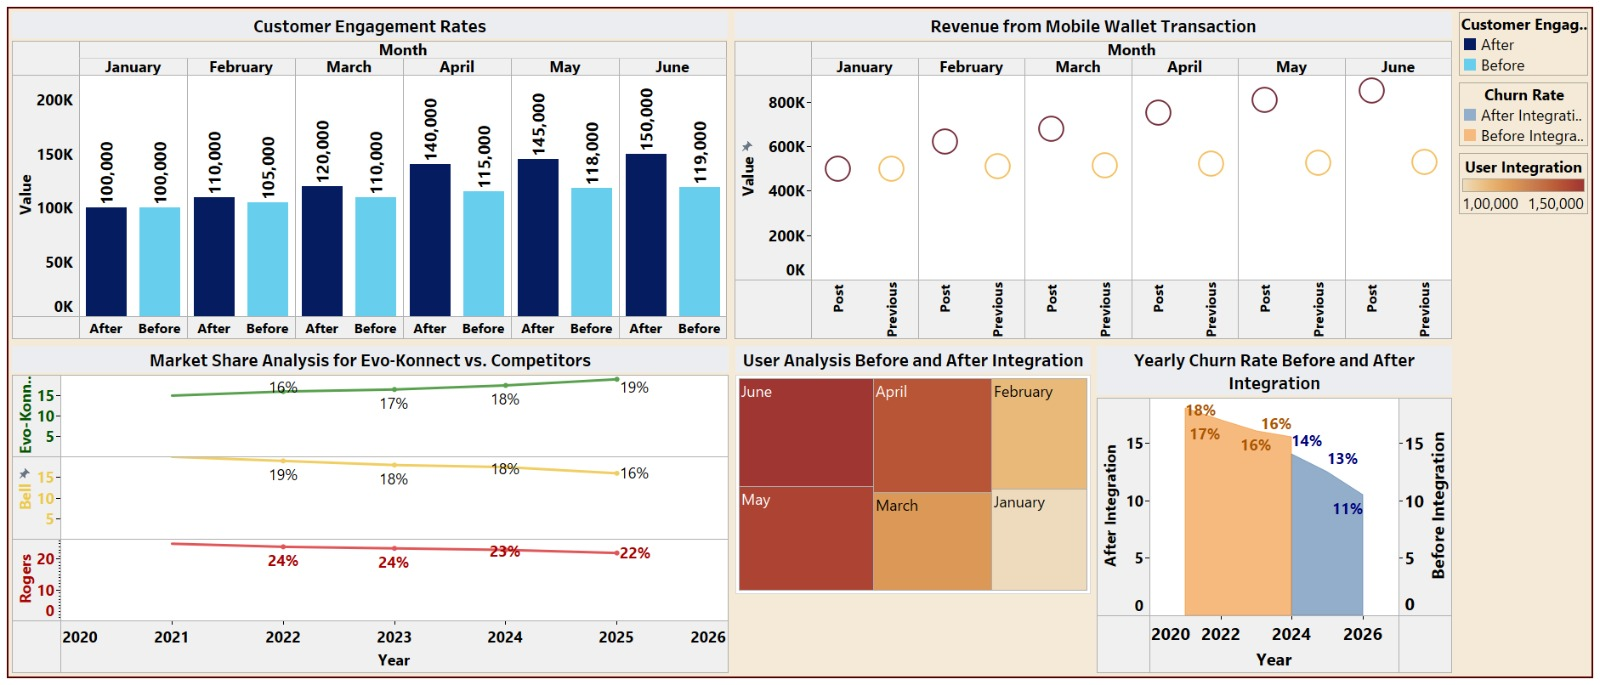 Customer Engagement Rates
Month
January February March April May June
Value
200K
150K
100K
50K
0K
100,000 100,000 110,000 105,000 120,000 110,000 140,000 115,000 145,000 118,000 150,000 119,000
After Before After Before After Before After Before After Before After Before
Revenue from Mobile Wallet Transaction
Month
January February March April May June
Value
800K
600K
400K
200K
0K
Post Previous Post Previous Post Previous Post Previous Post Previous Post Previous
Customer Engag..
After
Before
Churn Rate
After Integrati..
Before Integra..
User Integration
1,00,000 1,50,000
Market Share Analysis for Evo-Konnect vs. Competitors
Evo-Konn..
15
10
5
16% 17% 18% 19%
Bell
15
10
5
19% 18% 18% 16%
Rogers
20
10
0
24% 24% 23% 22%
2020 2021 2022 2023 2024 2025 2026
Year
User Analysis Before and After Integration
June April February
May March January
Yearly Churn Rate Before and After
Integration
After Integration
15
10
5
0
18%
17%
16%
16%
14%
13%
11%
15
10
5
0
Before Integration
2020 2022 2024 2026
Year